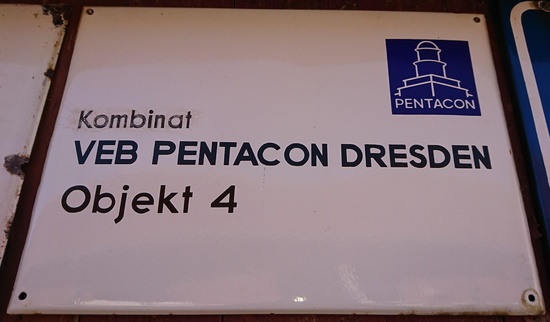 PENTACON
Kombinat
VEB PENTACON DRESDEN
Objekt 4